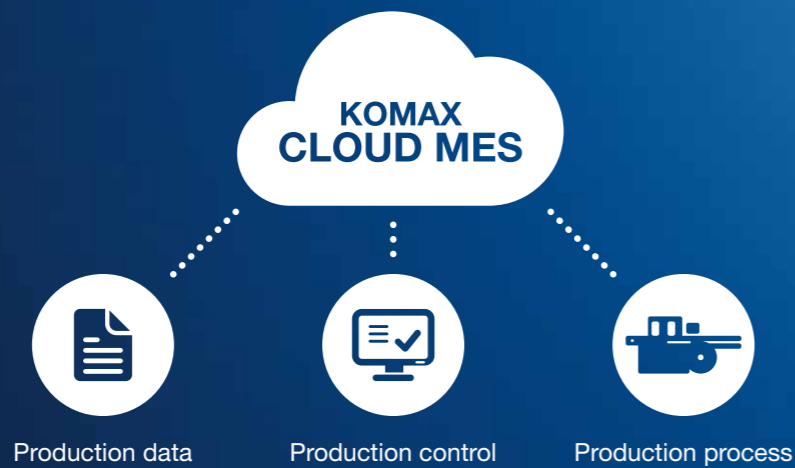 KOMAX
CLOUD MES
Production data
Production control
Production process